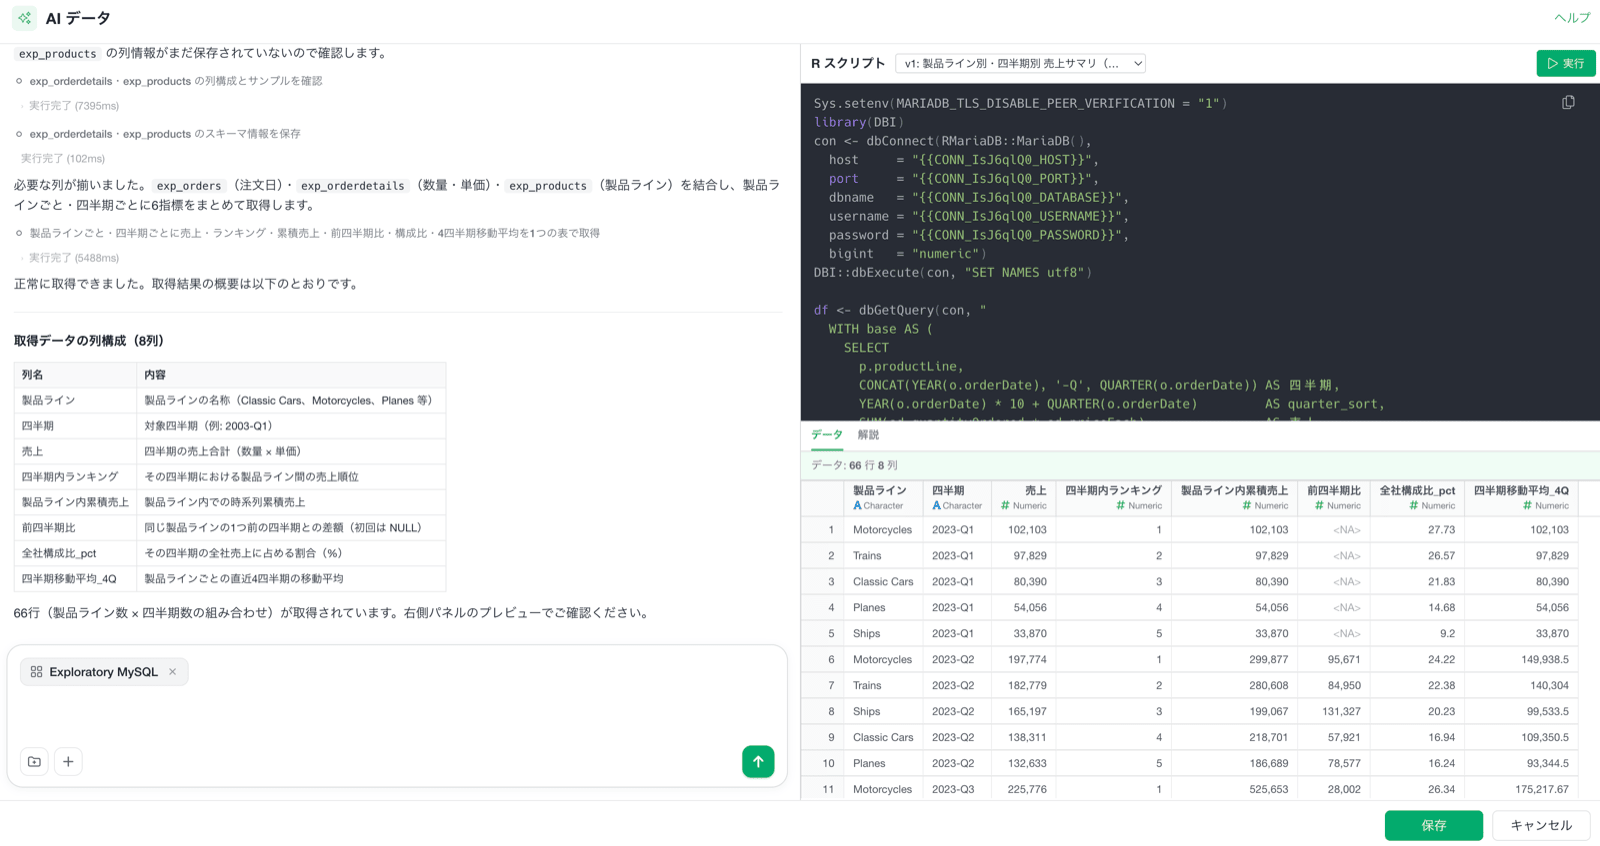 AI データ
ヘルプ
exp_products の列情報がまだ保存されていないので確認します。
exp_orderdetails・exp_products の列構成とサンプルを確認
実行完了 (7395ms)
exp_orderdetails・exp_products のスキーマ情報を保存
実行完了 (102ms)
必要な列が揃いました。 exp_orders （注文日）・ exp_orderdetails （数量・単価）・ exp_products （製品ライン）を結合し、製品ラ
インごと・四半期ごとに6指標をまとめて取得します。
製品ラインごと・四半期ごとに売上・ランキング・累積売上・前四半期比・構成比・4四半期移動平均を1つの表で取得
実行完了 (5488ms)
正常に取得できました。取得結果の概要は以下のとおりです。
取得データの列構成（8列）
列名 内容
製品ライン 製品ラインの名称（Classic Cars、Motorcycles、Planes 等）
四半期 対象四半期（例: 2003-Q1）
売上 四半期の売上合計（数量 × 単価）
四半期内ランキング その四半期における製品ライン間の売上順位
製品ライン内累積売上 製品ライン内での時系列累積売上
前四半期比 同じ製品ラインの1つ前の四半期との差額（初回は NULL）
全社構成比_pct その四半期の全社売上に占める割合（%）
四半期移動平均_4Q 製品ラインごとの直近4四半期の移動平均
66行（製品ライン数 × 四半期数の組み合わせ）が取得されています。右側パネルのプレビューでご確認ください。
Exploratory MySQL ×
R スクリプト v1: 製品ライン別・四半期別 売上サマリ（... 実行
Sys.setenv(MARIADB_TLS_DISABLE_PEER_VERIFICATION = "1")
library(DBI)
con <- dbConnect(RMariaDB::MariaDB(),
host = "{{CONN_IsJ6qlQ0_HOST}}",
port = "{{CONN_IsJ6qlQ0_PORT}}",
dbname = "{{CONN_IsJ6qlQ0_DATABASE}}",
username = "{{CONN_IsJ6qlQ0_USERNAME}}",
password = "{{CONN_IsJ6qlQ0_PASSWORD}}",
bigint = "numeric")
DBI::dbExecute(con, "SET NAMES utf8")
df <- dbGetQuery(con, "
WITH base AS (
SELECT
p.productLine,
CONCAT(YEAR(o.orderDate), '-Q', QUARTER(o.orderDate)) AS 四半期,
YEAR(o.orderDate) * 10 + QUARTER(o.orderDate) AS quarter_sort,
データ 解説
データ: 66 行 8 列
製品ライン 四半期 売上 四半期内ランキング 製品ライン内累積売上 前四半期比 全社構成比_pct 四半期移動平均_4Q
A Character A Character # Numeric # Numeric # Numeric # Numeric # Numeric # Numeric
1 Motorcycles 2023-Q1 102,103 1 102,103 <NA> 27.73 102,103
2 Trains 2023-Q1 97,829 2 97,829 <NA> 26.57 97,829
3 Classic Cars 2023-Q1 80,390 3 80,390 <NA> 21.83 80,390
4 Planes 2023-Q1 54,056 4 54,056 <NA> 14.68 54,056
5 Ships 2023-Q1 33,870 5 33,870 <NA> 9.2 33,870
6 Motorcycles 2023-Q2 197,774 1 299,877 95,671 24.22 149,938.5
7 Trains 2023-Q2 182,779 2 280,608 84,950 22.38 140,304
8 Ships 2023-Q2 165,197 3 199,067 131,327 20.23 99,533.5
9 Classic Cars 2023-Q2 138,311 4 218,701 57,921 16.94 109,350.5
10 Planes 2023-Q2 132,633 5 186,689 78,577 16.24 93,344.5
11 Motorcycles 2023-Q3 225,776 1 525,653 28,002 26.34 175,217.67
保存 キャンセル